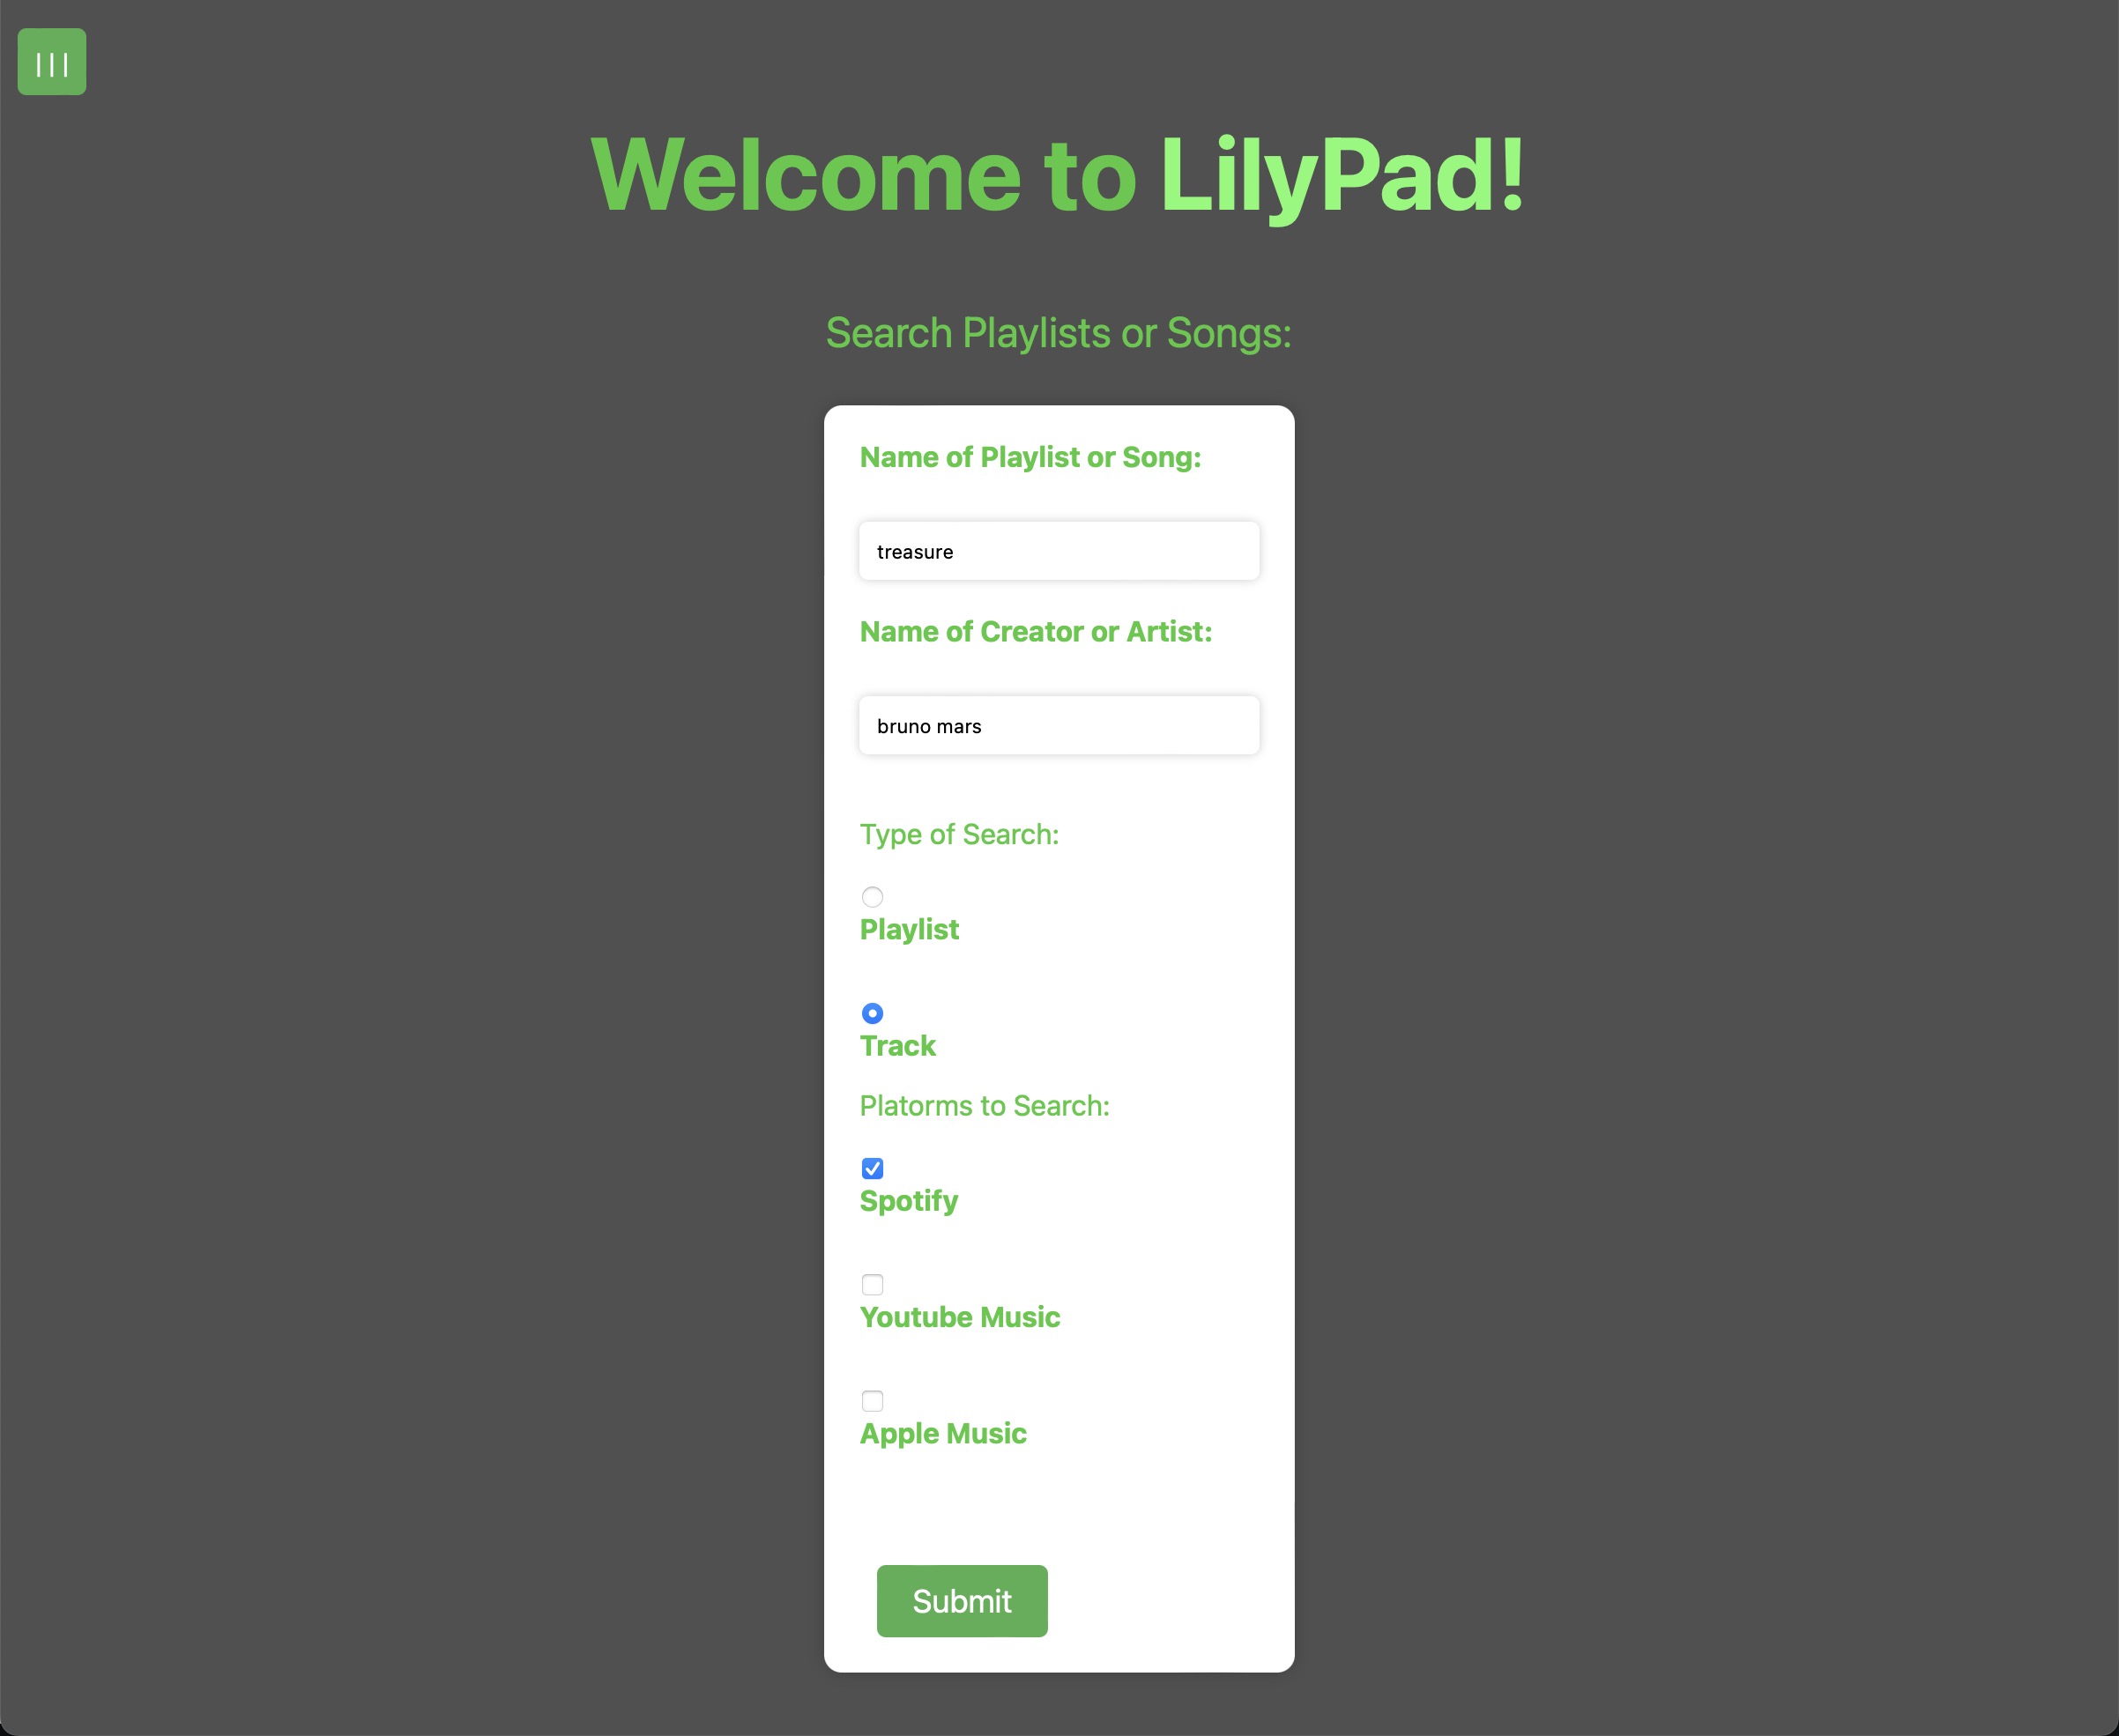 Welcome to LilyPad!
Search Playlists or Songs:
Name of Playlist or Song:
treasure
Name of Creator or Artist:
bruno mars
Type of Search:
Playlist
Track
Platorms to Search:
Spotify
Youtube Music
Apple Music
Submit